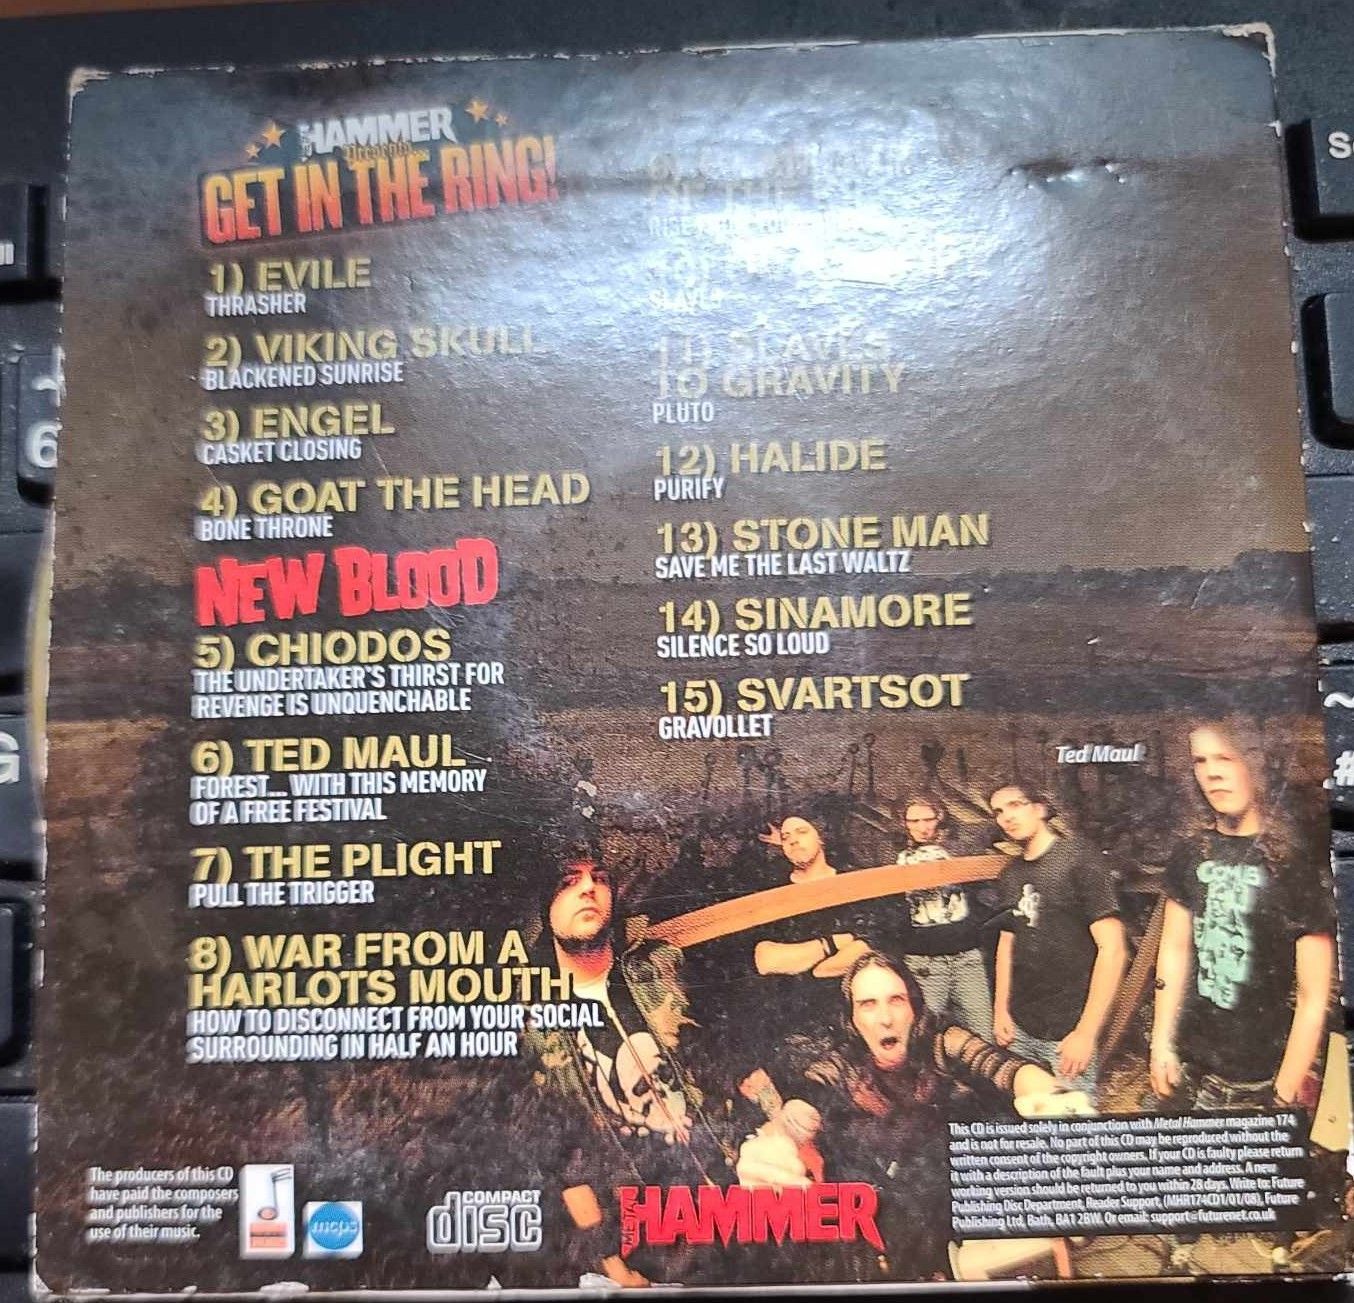 METAL HAMMER
Presents...
GET IN THE RING!
1) EVILE
THRASHER
2) VIKING SKULL
BLACKENED SUNRISE
3) ENGEL
CASKET CLOSING
4) GOAT THE HEAD
BONE THRONE
NEW BLOOD
5) CHIODOS
THE UNDERTAKER'S THIRST FOR
REVENGE IS UNQUENCHABLE
6) TED MAUL
FOREST... WITH THIS MEMORY
OF A FREE FESTIVAL
7) THE PLIGHT
PULL THE TRIGGER
8) WAR FROM A
HARLOTS MOUTH
HOW TO DISCONNECT FROM YOUR SOCIAL
SURROUNDING IN HALF AN HOUR
OF THE
RISE
11) SLAVES
TO GRAVITY
PLUTO
12) HALIDE
PURIFY
13) STONE MAN
SAVE ME THE LAST WALTZ
14) SINAMORE
SILENCE SO LOUD
15) SVARTSOT
GRAVOLLET
Ted Maul
The producers of this CD
have paid the composers
and publishers for the
use of their music.
mcps
COMPACT
disc
METAL HAMMER
This CD is issued solely in conjunction with Metal Hammer magazine 174
and is not for resale. No part of this CD may be reproduced without the
written consent of the copyright owners. If your CD is faulty please return
it with a description of the fault plus your name and address. A new
working version should be returned to you within 28 days. Write to: Future
Publishing Disc Department, Reader Support, (MHR174CD1/01/08), Future
Publishing Ltd, Bath, BA1 2BW. Or email: support@futurenet.co.uk
6
G
~
#